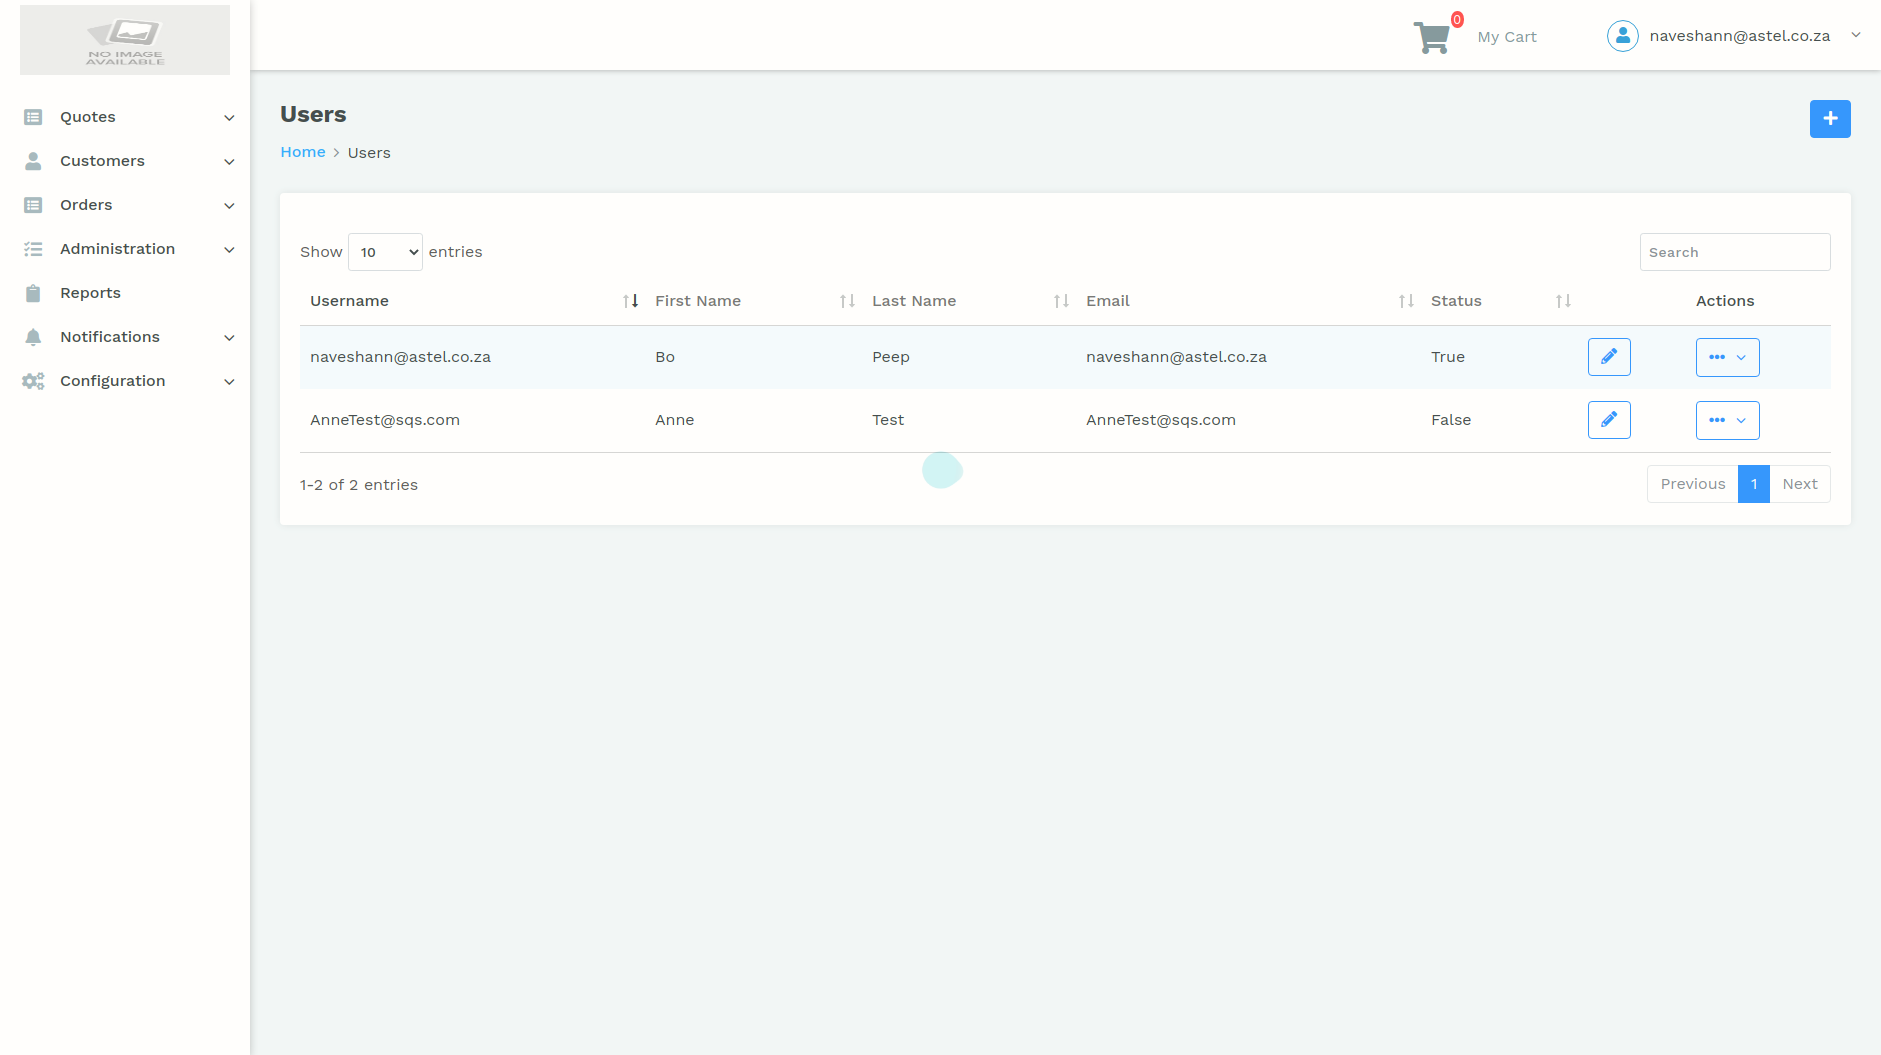 NO IMAGE
AVAILABLE
0
My Cart
naveshann@astel.co.za
Quotes
Customers
Orders
Administration
Reports
Notifications
Configuration
Users
Home > Users
Show 10 entries
Search
Username First Name Last Name Email Status Actions
naveshann@astel.co.za Bo Peep naveshann@astel.co.za True
AnneTest@sqs.com Anne Test AnneTest@sqs.com False
1-2 of 2 entries
Previous 1 Next